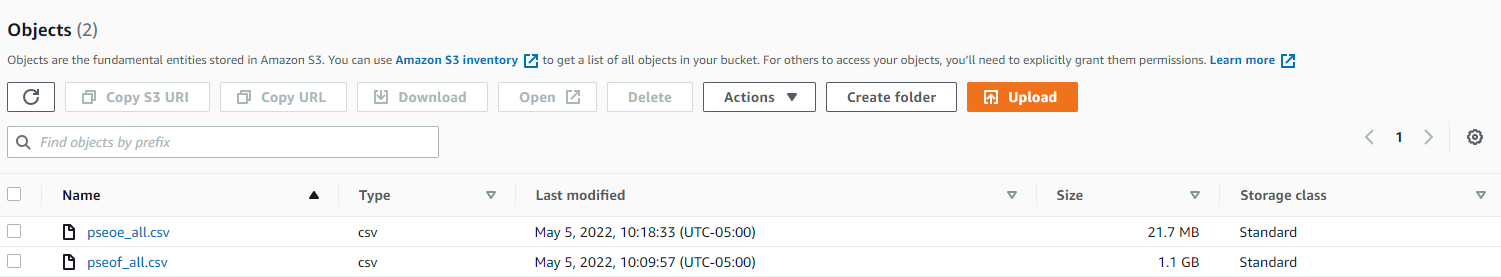 Objects (2)
Objects are the fundamental entities stored in Amazon S3. You can use Amazon S3 inventory to get a list of all objects in your bucket. For others to access your objects, you'll need to explicitly grant them permissions. Learn more
Copy S3 URI Copy URL Download Open Delete Actions Create folder Upload
Find objects by prefix 1
Name Type Last modified Size Storage class
pseoe_all.csv csv May 5, 2022, 10:18:33 (UTC-05:00) 21.7 MB Standard
pseof_all.csv csv May 5, 2022, 10:09:57 (UTC-05:00) 1.1 GB Standard